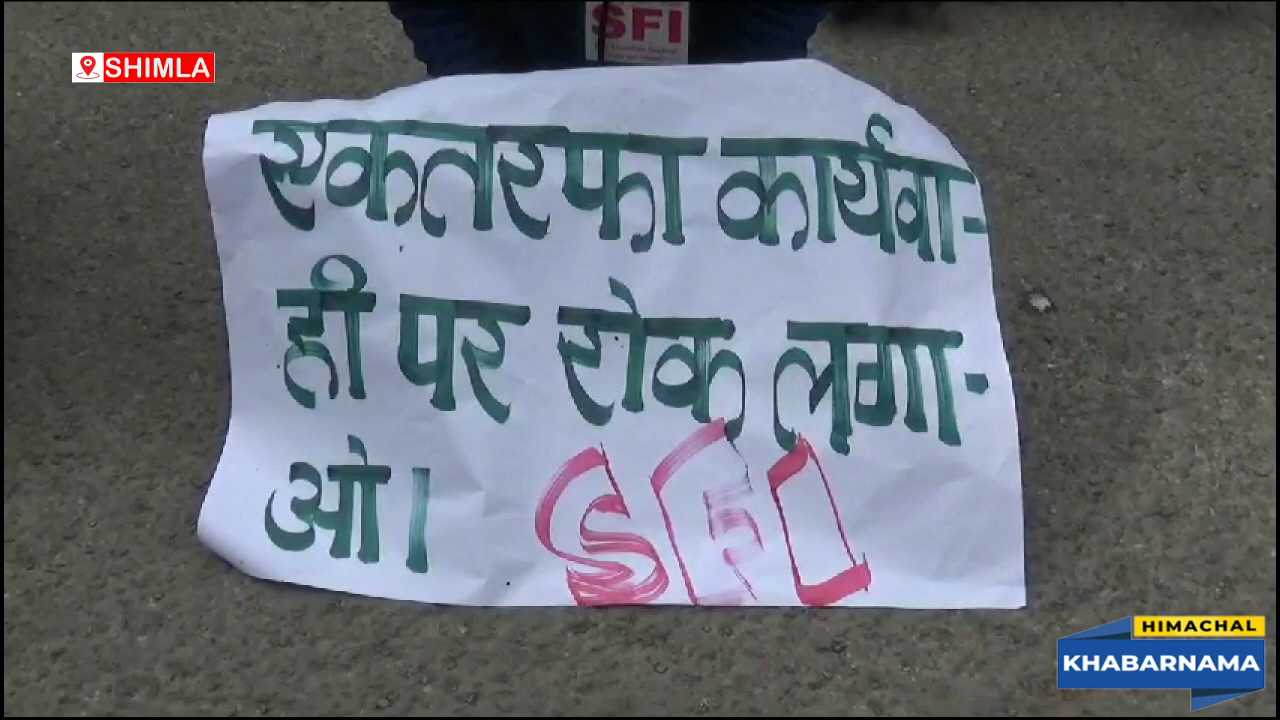 SFI
SHIMLA
एकतरफा कार्यवा-
ही पर रोक लगा-
ओ।
SFI
HIMACHAL
KHABARNAMA